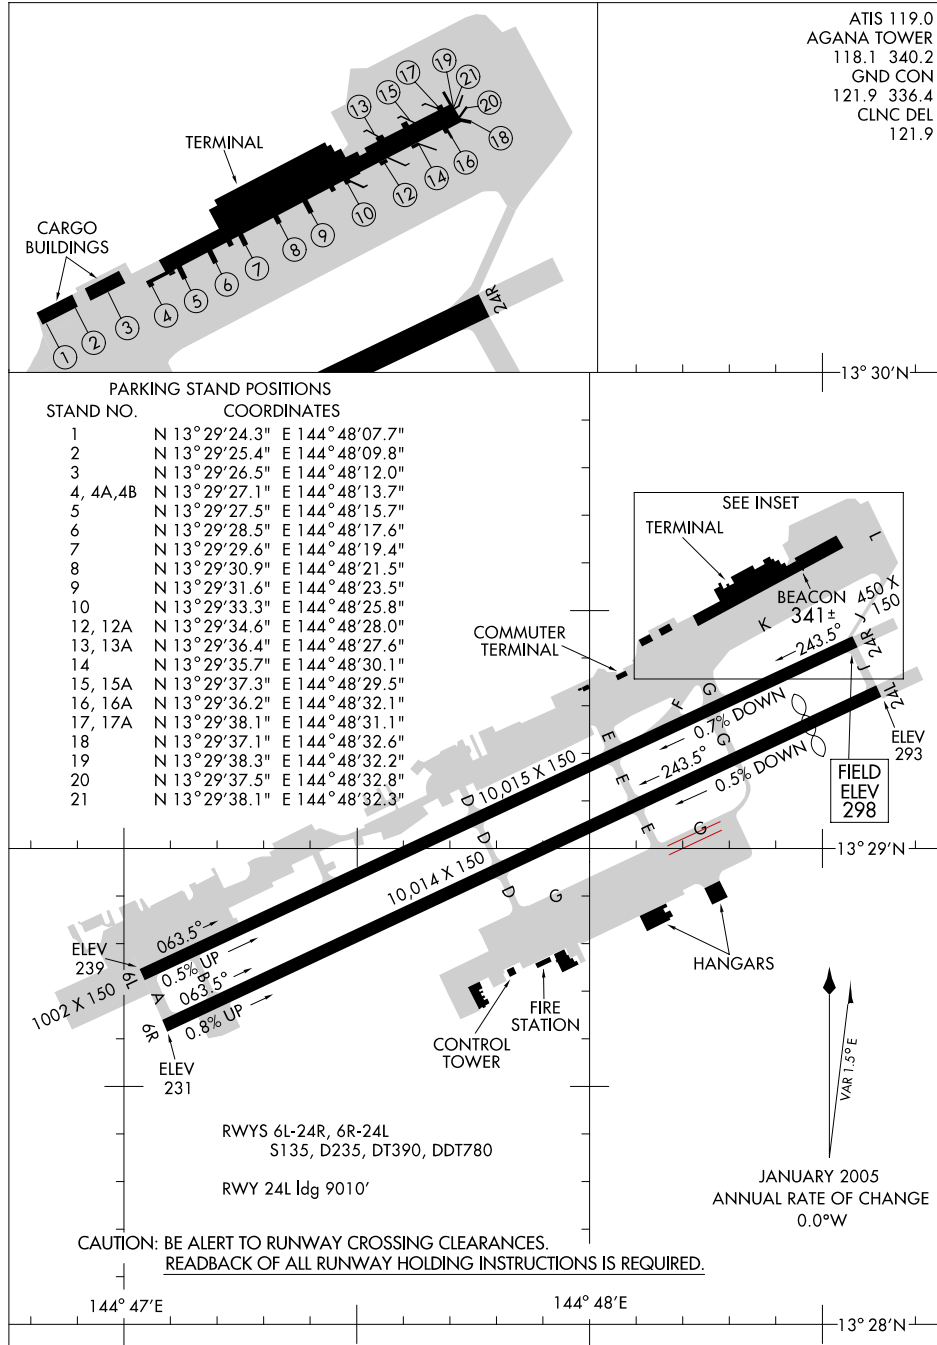 ATIS 119.0
AGANA TOWER
118.1 340.2
GND CON
121.9 336.4
CLNC DEL
121.9
TERMINAL
CARGO
BUILDINGS
1
2
3
4
5
6
7
8
9
10
12
13
14
15
16
17
18
19
20
21
24R
13° 30'N
PARKING STAND POSITIONS
STAND NO. COORDINATES
1 N 13°29'24.3" E 144°48'07.7"
2 N 13°29'25.4" E 144°48'09.8"
3 N 13°29'26.5" E 144°48'12.0"
4, 4A,4B N 13°29'27.1" E 144°48'13.7"
5 N 13°29'27.5" E 144°48'15.7"
6 N 13°29'28.5" E 144°48'17.6"
7 N 13°29'29.6" E 144°48'19.4"
8 N 13°29'30.9" E 144°48'21.5"
9 N 13°29'31.6" E 144°48'23.5"
10 N 13°29'33.3" E 144°48'25.8"
12, 12A N 13°29'34.6" E 144°48'28.0"
13, 13A N 13°29'36.4" E 144°48'27.6"
14 N 13°29'35.7" E 144°48'30.1"
15, 15A N 13°29'37.3" E 144°48'29.5"
16, 16A N 13°29'36.2" E 144°48'32.1"
17, 17A N 13°29'38.1" E 144°48'31.1"
18 N 13°29'37.1" E 144°48'32.6"
19 N 13°29'38.3" E 144°48'32.2"
20 N 13°29'37.5" E 144°48'32.8"
21 N 13°29'38.1" E 144°48'32.3"
SEE INSET
TERMINAL
L
BEACON
341±
450 X
150
K
J
243.5°
24R
J
24L
COMMUTER
TERMINAL
G
F
0.7% DOWN
G
E
243.5°
E
0.5% DOWN
ELEV
293
FIELD
ELEV
298
10,015 X 150
D
D
D
D
E
G
G
13° 29'N
10,014 X 150
HANGARS
FIRE
STATION
CONTROL
TOWER
063.5°
ELEV
239
0.5% UP
6L
B
A
063.5°
1002 X 150
6R
0.8% UP
ELEV
231
VAR 1.5° E
RWYS 6L-24R, 6R-24L
S135, D235, DT390, DDT780
RWY 24L ldg 9010'
JANUARY 2005
ANNUAL RATE OF CHANGE
0.0°W
CAUTION: BE ALERT TO RUNWAY CROSSING CLEARANCES.
READBACK OF ALL RUNWAY HOLDING INSTRUCTIONS IS REQUIRED.
144° 47'E
144° 48'E
13° 28'N